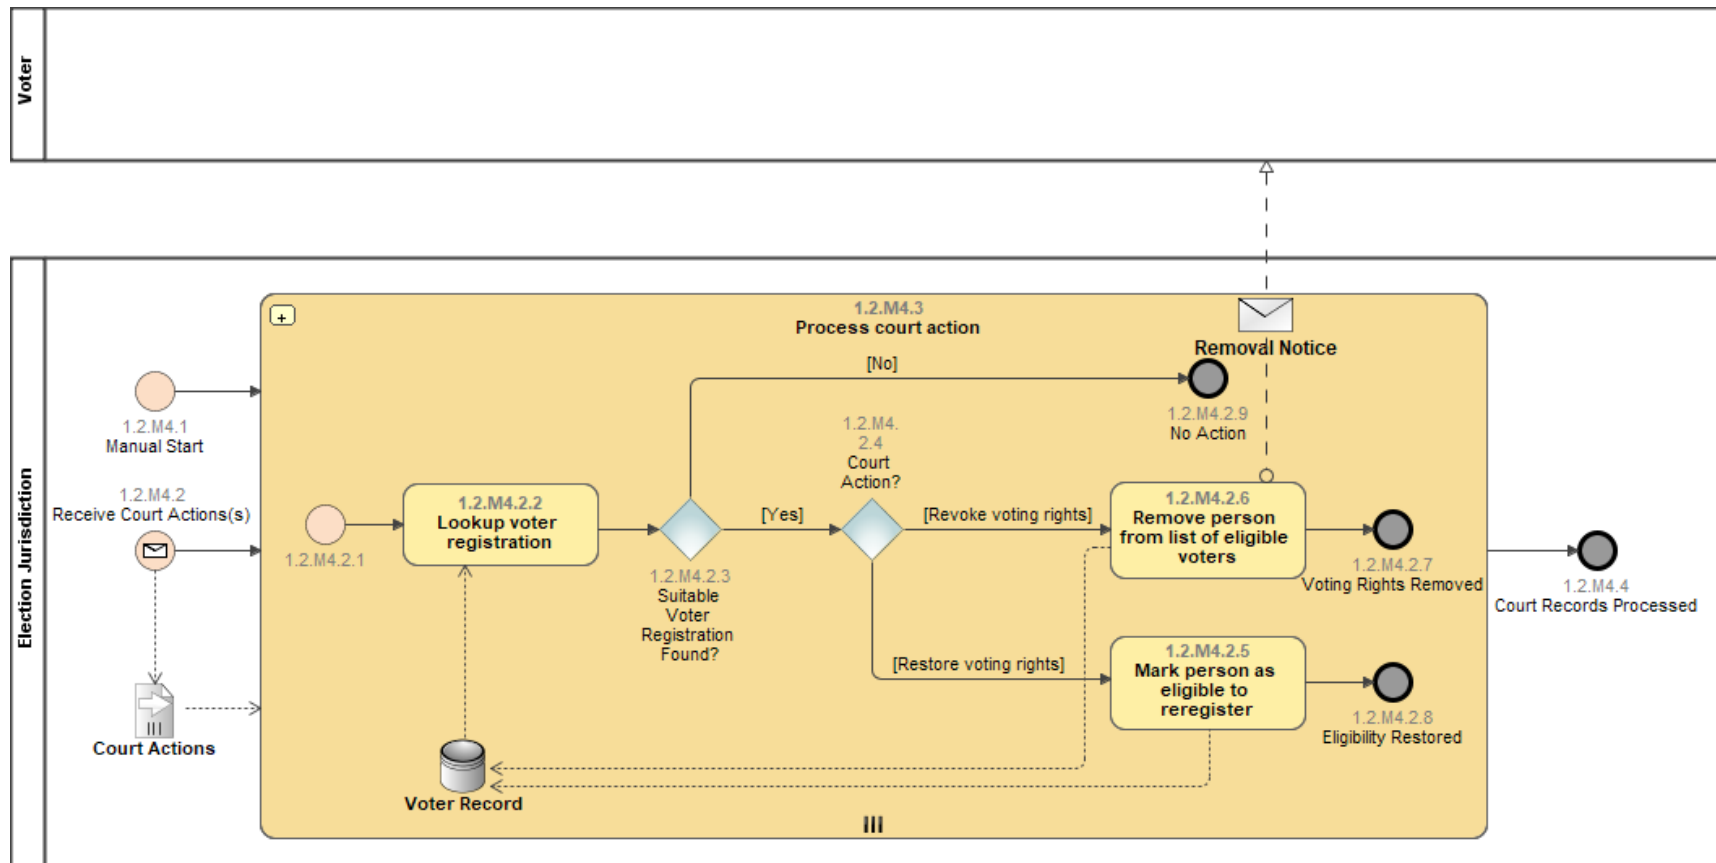 Voter
Election Jurisdiction
1.2.M4.3
Process court action
Removal Notice
[No]
1.2.M4.1
Manual Start
1.2.M4.2.9
No Action
1.2.M4.
2.4
Court
Action?
1.2.M4.2
Receive Court Actions(s)
1.2.M4.2.1
1.2.M4.2.2
Lookup voter
registration
[Yes]
[Revoke voting rights]
1.2.M4.2.6
Remove person
from list of eligible
voters
1.2.M4.2.7
Voting Rights Removed
1.2.M4.4
Court Records Processed
1.2.M4.2.3
Suitable
Voter
Registration
Found?
[Restore voting rights]
1.2.M4.2.5
Mark person as
eligible to
reregister
1.2.M4.2.8
Eligibility Restored
Court Actions
Voter Record